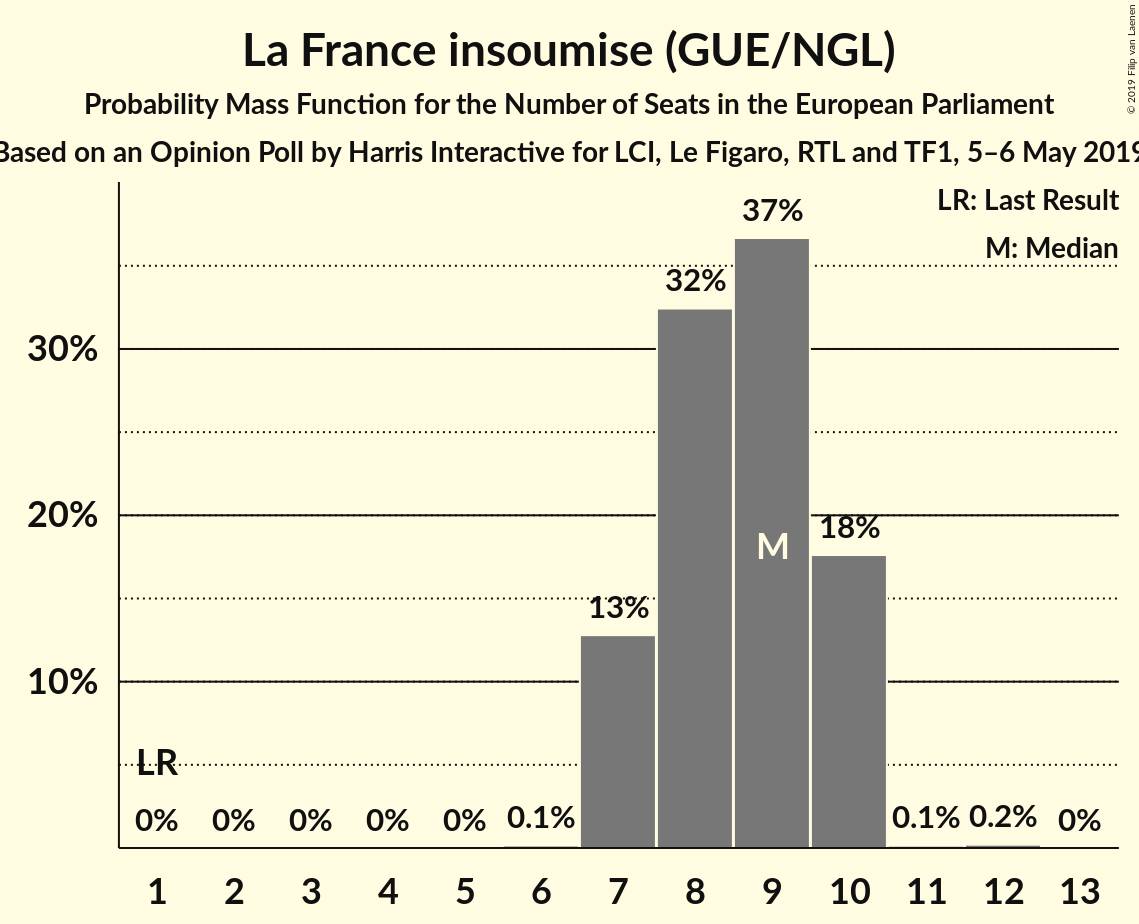 La France insoumise (GUE/NGL)
Probability Mass Function for the Number of Seats in the European Parliament
Based on an Opinion Poll by Harris Interactive for LCI, Le Figaro, RTL and TF1, 5–6 May 2019
© 2019 Filip van Laenen
LR: Last Result
M: Median
37%
32%
30%
20%
18%
M
13%
10%
LR
0% 0% 0% 0% 0% 0.1% 0.1% 0.2% 0%
1 2 3 4 5 6 7 8 9 10 11 12 13